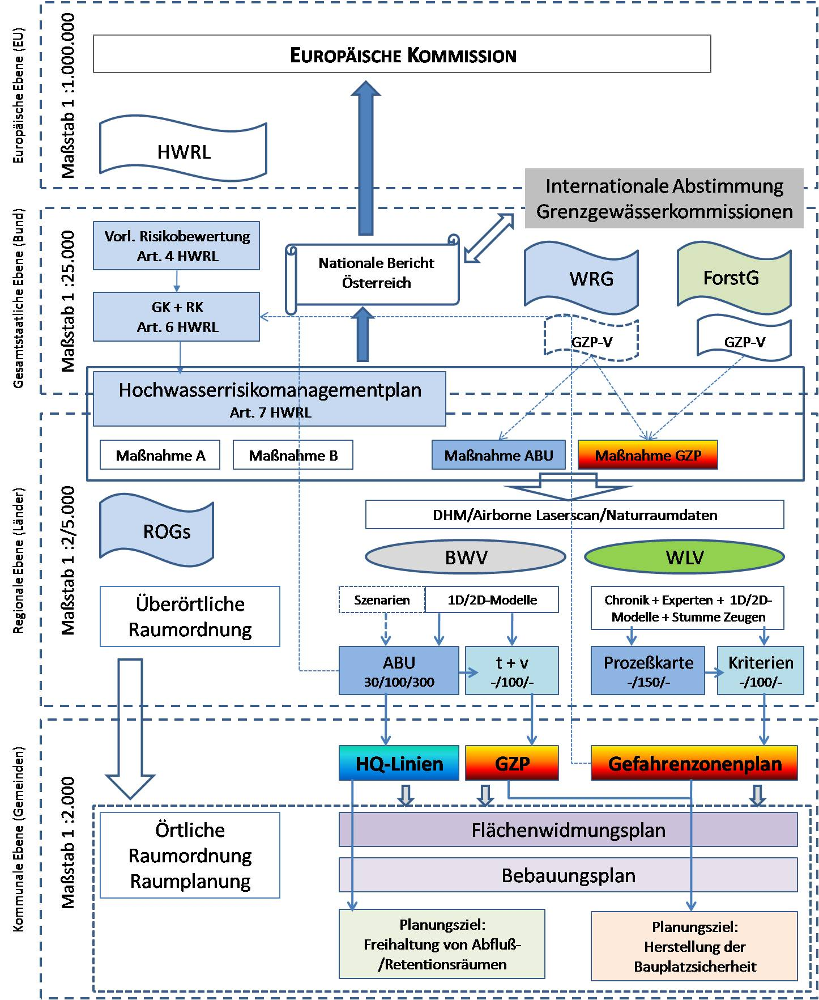 Europäische Ebene (EU)
Maßstab 1 :1.000.000
EUROPÄISCHE KOMMISSION
HWRL
Internationale Abstimmung
Grenzgewässerkommissionen
Gesamtstaatliche Ebene (Bund)
Maßstab 1 :25.000
Vorl. Risikobewertung
Art. 4 HWRL
Nationale Bericht
Österreich
WRG
ForstG
GK + RK
Art. 6 HWRL
GZP-V
GZP-V
Hochwasserrisikomanagementplan
Art. 7 HWRL
Maßnahme A
Maßnahme B
Maßnahme ABU
Maßnahme GZP
Regionale Ebene (Länder)
Maßstab 1 :2/5.000
DHM/Airborne Laserscan/Naturraumdaten
ROGs
BWV
WLV
Überörtliche
Raumordnung
Szenarien
1D/2D-Modelle
Chronik + Experten + 1D/2D-
Modelle + Stumme Zeugen
ABU
30/100/300
t + v
-/100/-
Prozeßkarte
-/150/-
Kriterien
-/100/-
Kommunale Ebene (Gemeinden)
Maßstab 1 :2.000
HQ-Linien
GZP
Gefahrenzonenplan
Örtliche
Raumordnung
Raumplanung
Flächenwidmungsplan
Bebauungsplan
Planungsziel:
Freihaltung von Abfluß-
/Retentionsräumen
Planungsziel:
Herstellung der
Bauplatzsicherheit